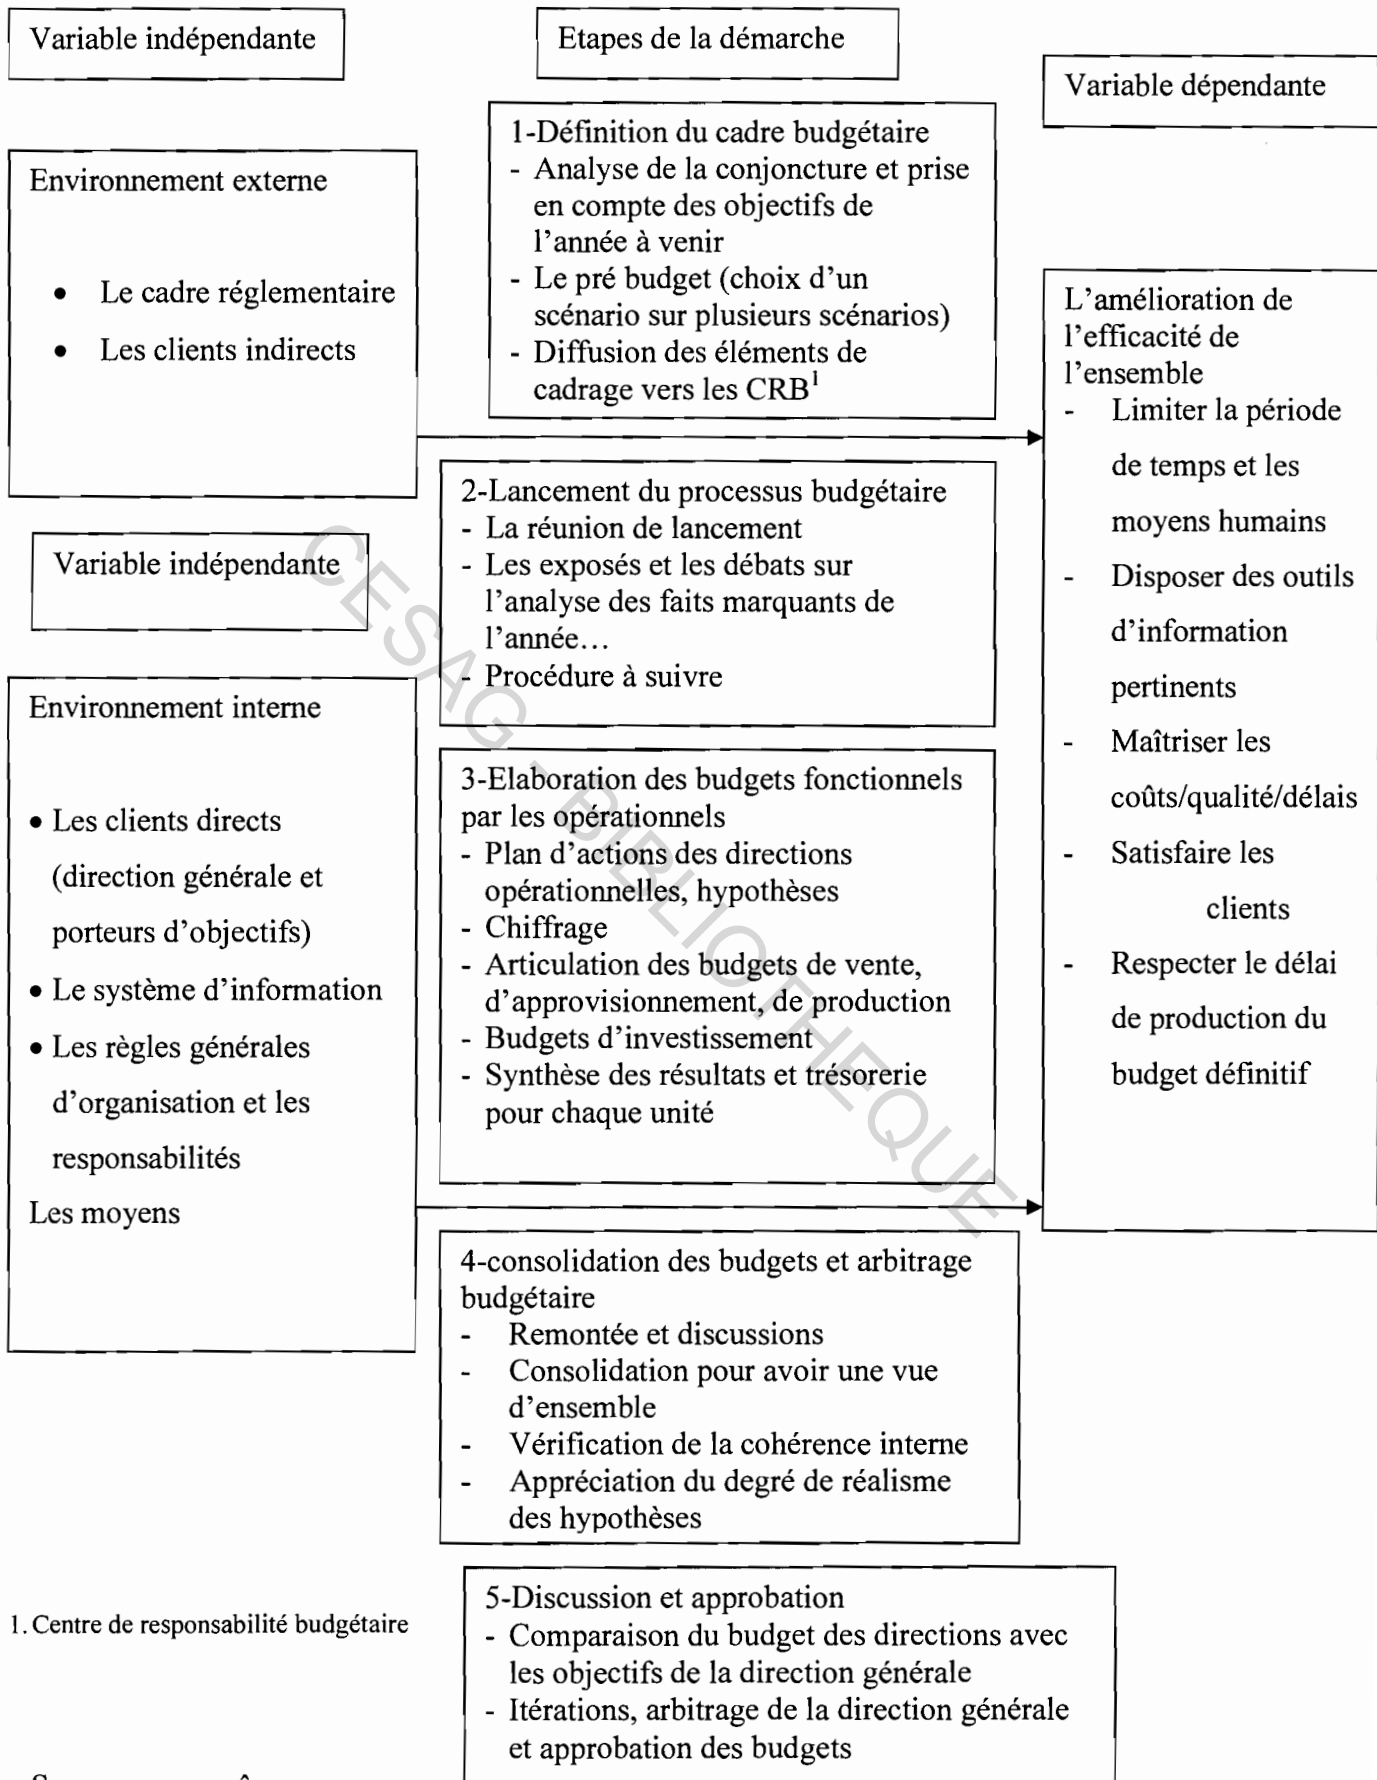 Variable indépendante
Environnement externe
• Le cadre réglementaire
• Les clients indirects
Variable indépendante
Environnement interne
• Les clients directs
(direction générale et
porteurs d'objectifs)
• Le système d'information
• Les règles générales
d'organisation et les
responsabilités
Les moyens
Etapes de la démarche
1-Définition du cadre budgétaire
- Analyse de la conjoncture et prise
en compte des objectifs de
l'année à venir
- Le pré budget (choix d'un
scénario sur plusieurs scénarios)
- Diffusion des éléments de
cadrage vers les CRB¹
2-Lancement du processus budgétaire
- La réunion de lancement
- Les exposés et les débats sur
l'analyse des faits marquants de
l'année…
- Procédure à suivre
3-Elaboration des budgets fonctionnels
par les opérationnels
- Plan d'actions des directions
opérationnelles, hypothèses
- Chiffrage
- Articulation des budgets de vente,
d'approvisionnement, de production
- Budgets d'investissement
- Synthèse des résultats et trésorerie
pour chaque unité
4-consolidation des budgets et arbitrage
budgétaire
- Remontée et discussions
- Consolidation pour avoir une vue
d'ensemble
- Vérification de la cohérence interne
- Appréciation du degré de réalisme
des hypothèses
5-Discussion et approbation
- Comparaison du budget des directions avec
les objectifs de la direction générale
- Itérations, arbitrage de la direction générale
et approbation des budgets
Variable dépendante
L'amélioration de
l'efficacité de
l'ensemble
- Limiter la période
de temps et les
moyens humains
- Disposer des outils
d'information
pertinents
- Maîtriser les
coûts/qualité/délais
- Satisfaire les
clients
- Respecter le délai
de production du
budget définitif
1. Centre de responsabilité budgétaire
CESAG - BIBLIOTHEQUE